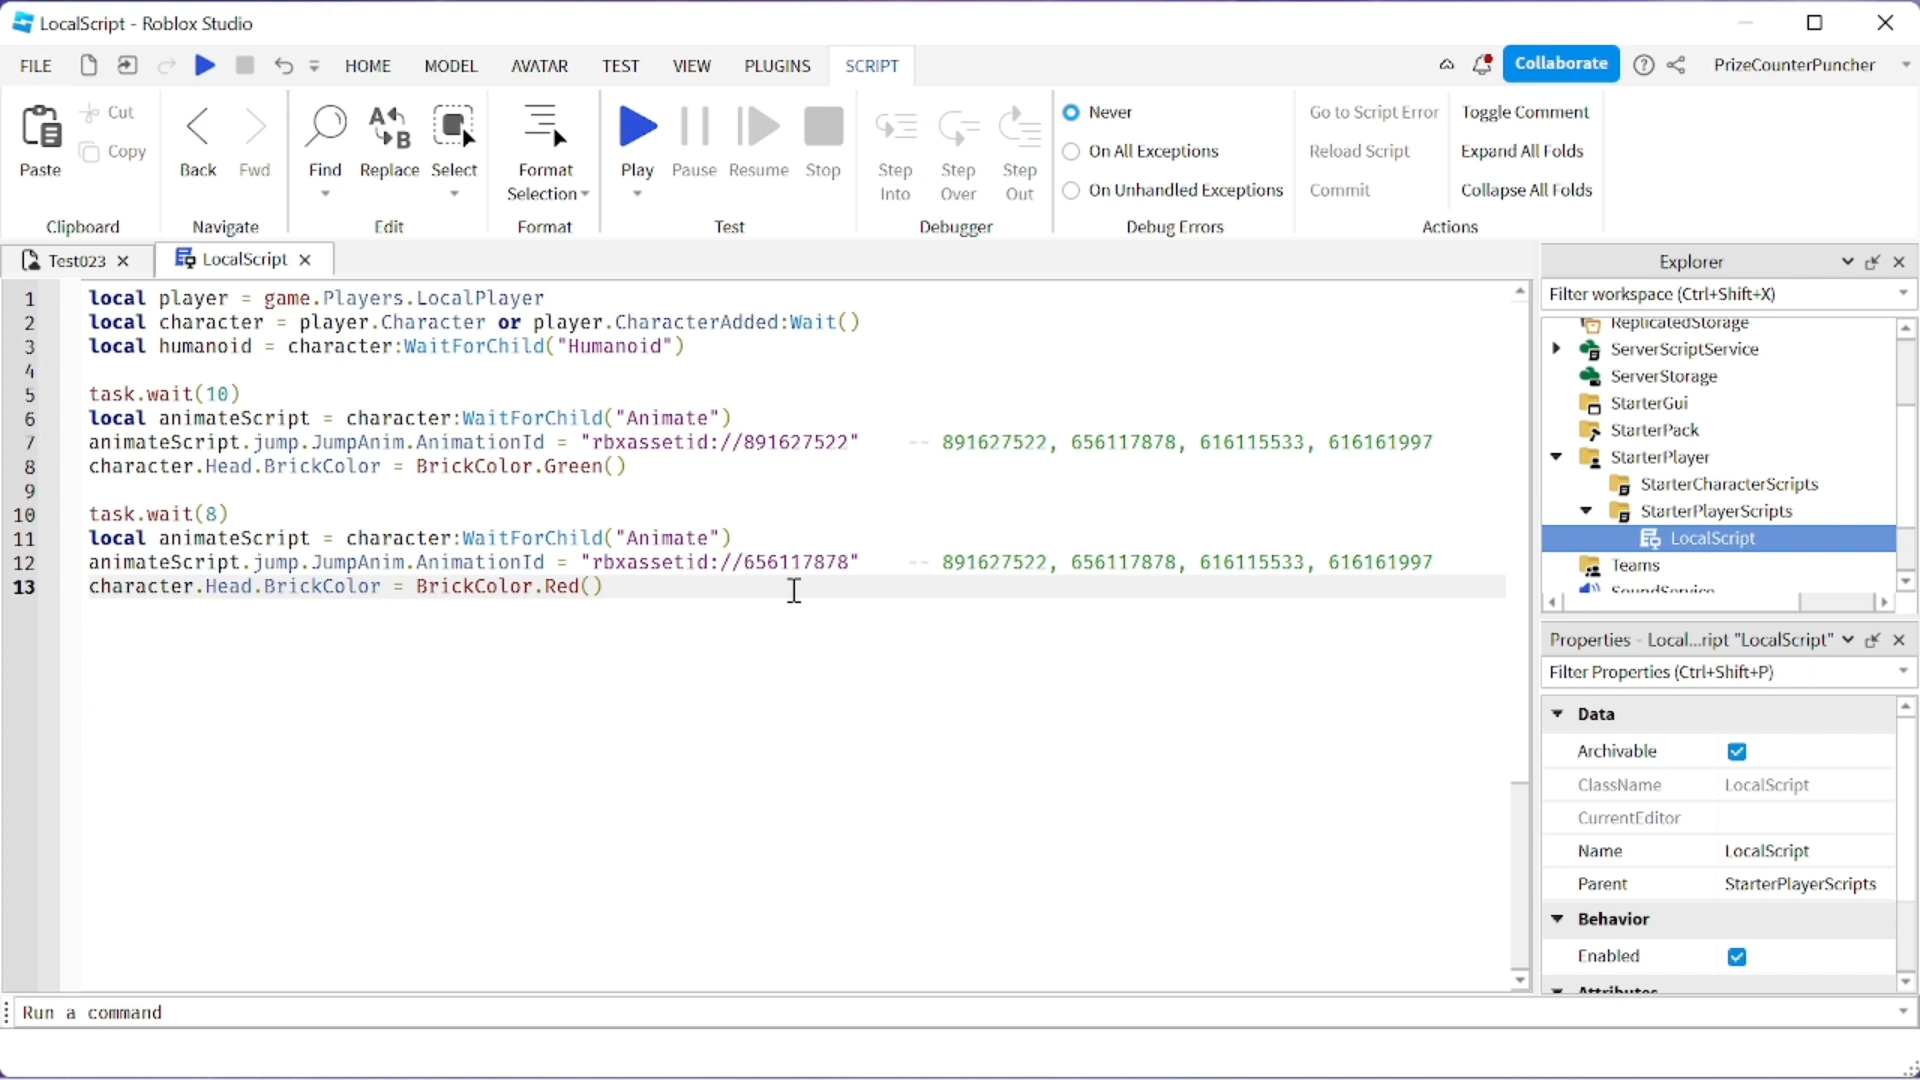 LocalScript - Roblox Studio
FILE HOME MODEL AVATAR TEST VIEW PLUGINS SCRIPT Collaborate PrizeCounterPuncher
Paste
Cut
Copy
Clipboard
Back Fwd
Navigate
Find Replace Select
Edit
Format
Selection
Format
Play Pause Resume Stop
Test
Step
Into
Step
Over
Step
Out
Debugger
Never
On All Exceptions
On Unhandled Exceptions
Debug Errors
Go to Script Error
Reload Script
Commit
Toggle Comment
Expand All Folds
Collapse All Folds
Actions
Test023 LocalScript
1 local player = game.Players.LocalPlayer
2 local character = player.Character or player.CharacterAdded:Wait()
3 local humanoid = character:WaitForChild("Humanoid")
4
5 task.wait(10)
6 local animateScript = character:WaitForChild("Animate")
7 animateScript.jump.JumpAnim.AnimationId = "rbxassetid://891627522" -- 891627522, 656117878, 616115533, 616161997
8 character.Head.BrickColor = BrickColor.Green()
9
10 task.wait(8)
11 local animateScript = character:WaitForChild("Animate")
12 animateScript.jump.JumpAnim.AnimationId = "rbxassetid://656117878" -- 891627522, 656117878, 616115533, 616161997
13 character.Head.BrickColor = BrickColor.Red()
Explorer
Filter workspace (Ctrl+Shift+X)
ReplicatedStorage
ServerScriptService
ServerStorage
StarterGui
StarterPack
StarterPlayer
StarterCharacterScripts
StarterPlayerScripts
LocalScript
Teams
SoundService
Properties - Local...ript "LocalScript"
Filter Properties (Ctrl+Shift+P)
Data
Archivable
ClassName LocalScript
CurrentEditor
Name LocalScript
Parent StarterPlayerScripts
Behavior
Enabled
Attributes
Run a command